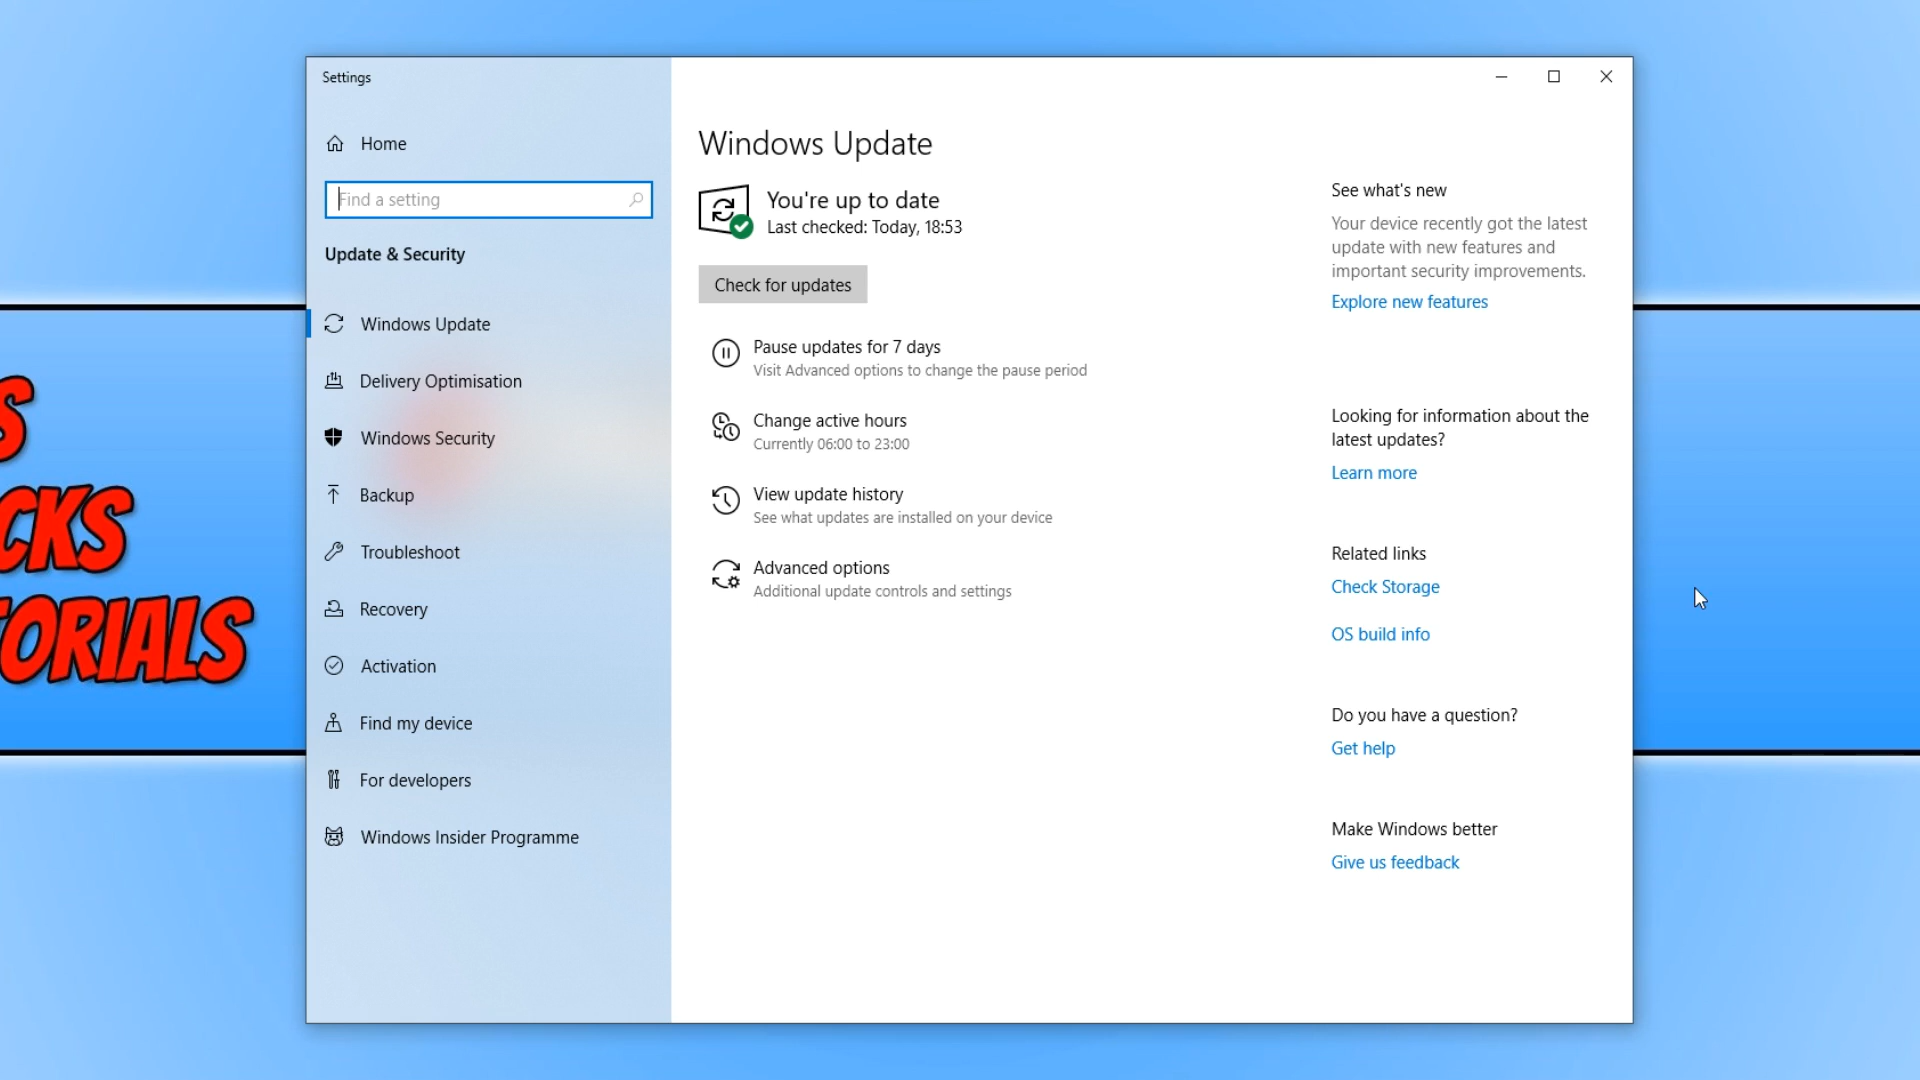 Settings
Home
Find a setting
Update & Security
Windows Update
Delivery Optimisation
Windows Security
Backup
Troubleshoot
Recovery
Activation
Find my device
For developers
Windows Insider Programme
Windows Update
You're up to date
Last checked: Today, 18:53
Check for updates
Pause updates for 7 days
Visit Advanced options to change the pause period
Change active hours
Currently 06:00 to 23:00
View update history
See what updates are installed on your device
Advanced options
Additional update controls and settings
See what's new
Your device recently got the latest
update with new features and
important security improvements.
Explore new features
Looking for information about the
latest updates?
Learn more
Related links
Check Storage
OS build info
Do you have a question?
Get help
Make Windows better
Give us feedback
S
CKS
TORIALS